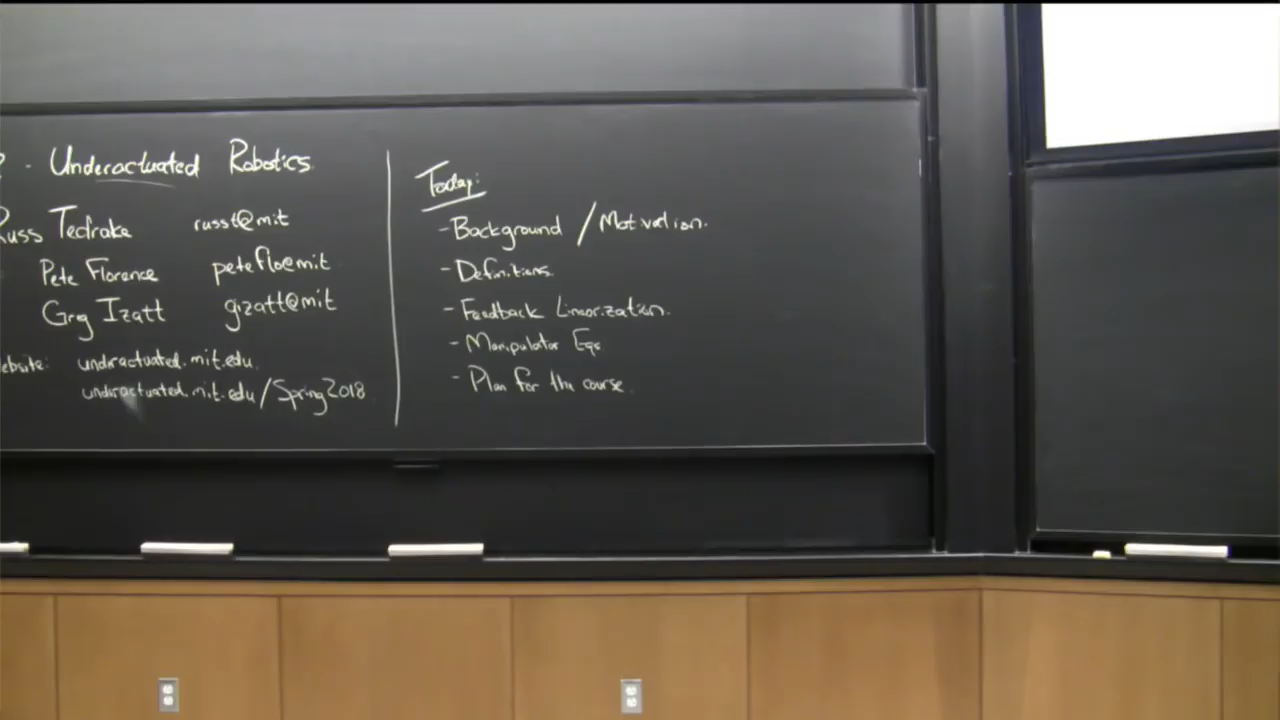 - Underactuated Robotics
Russ Tedrake russt@mit
Pete Florence peteflo@mit
Greg Izatt gizatt@mit
ebsite: underactuated.mit.edu
underactuated.mit.edu/Spring2018
Today:
- Background / Motivation.
- Definitions.
- Feedback Linearization.
- Manipulator Eqs
- Plan for the course.